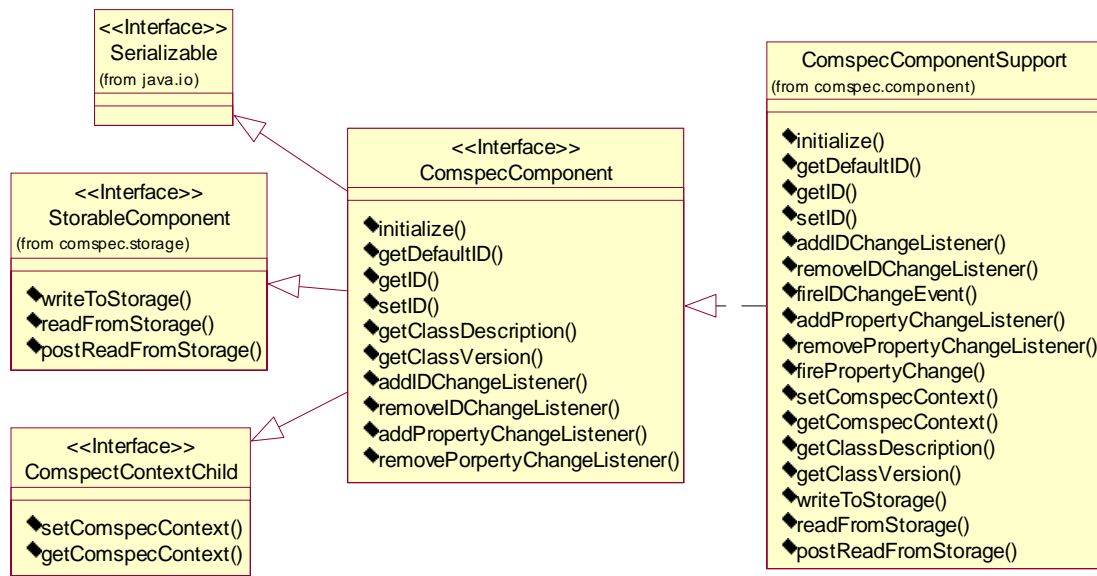 <<Interface>>
Serializable
(from java.io)
<<Interface>>
StorableComponent
(from comspec.storage)
writeToStorage()
readFromStorage()
postReadFromStorage()
<<Interface>>
ComspectContextChild
setComspecContext()
getComspecContext()
<<Interface>>
ComspecComponent
initialize()
getDefaultID()
getID()
setID()
getClassDescription()
getClassVersion()
addIDChangeListener()
removeIDChangeListener()
addPropertyChangeListener()
removePorpertyChangeListener()
ComspecComponentSupport
(from comspec.component)
initialize()
getDefaultID()
getID()
setID()
addIDChangeListener()
removeIDChangeListener()
fireIDChangeEvent()
addPropertyChangeListener()
removePropertyChangeListener()
firePropertyChange()
setComspecContext()
getComspecContext()
getClassDescription()
getClassVersion()
writeToStorage()
readFromStorage()
postReadFromStorage()